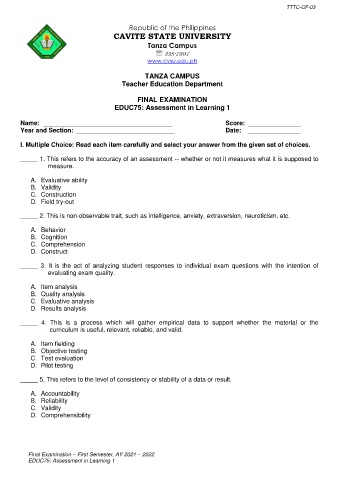 TTTC-CF-03
Republic of the Philippines
CAVITE STATE UNIVERSITY
Tanza Campus
www.cvsu.edu.ph
TANZA CAMPUS
Teacher Education Department
FINAL EXAMINATION
EDUC75: Assessment in Learning 1
Name: Score:
Year and Section: Date:
I. Multiple Choice: Read each item carefully and select your answer from the given set of choices.
_____ 1. This refers to the accuracy of an assessment -- whether or not it measures what it is supposed to
measure.
A. Evaluative ability
B. Validity
C. Construction
D. Field try-out
_____ 2. This is non-observable trait, such as intelligence, anxiety, extraversion, neuroticism, etc.
A. Behavior
B. Cognition
C. Comprehension
D. Construct
_____ 3. It is the act of analyzing student responses to individual exam questions with the intention of
evaluating exam quality.
A. Item analysis
B. Quality analysis
C. Evaluative analysis
D. Results analysis
_____ 4. This is a process which will gather empirical data to support whether the material or the
curriculum is useful, relevant, reliable, and valid.
A. Item fielding
B. Objective testing
C. Test evaluation
D. Pilot testing
_____ 5. This refers to the level of consistency or stability of a data or result.
A. Accountability
B. Reliability
C. Validity
D. Comprehensibility
Final Examination – First Semester, AY 2021 – 2022
EDUC75: Assessment in Learning 1